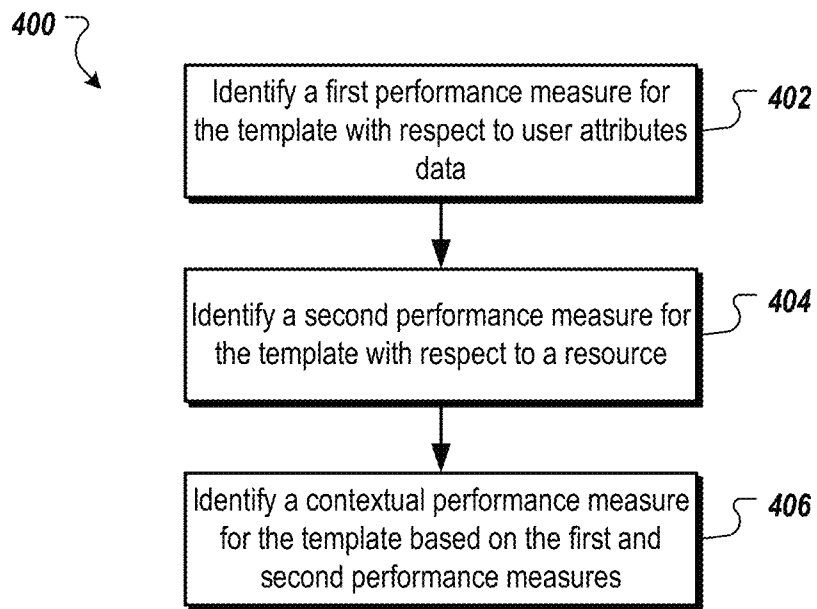 400
Identify a first performance measure for
the template with respect to user attributes
data
402
Identify a second performance measure for
the template with respect to a resource
404
Identify a contextual performance measure
for the template based on the first and
second performance measures
406